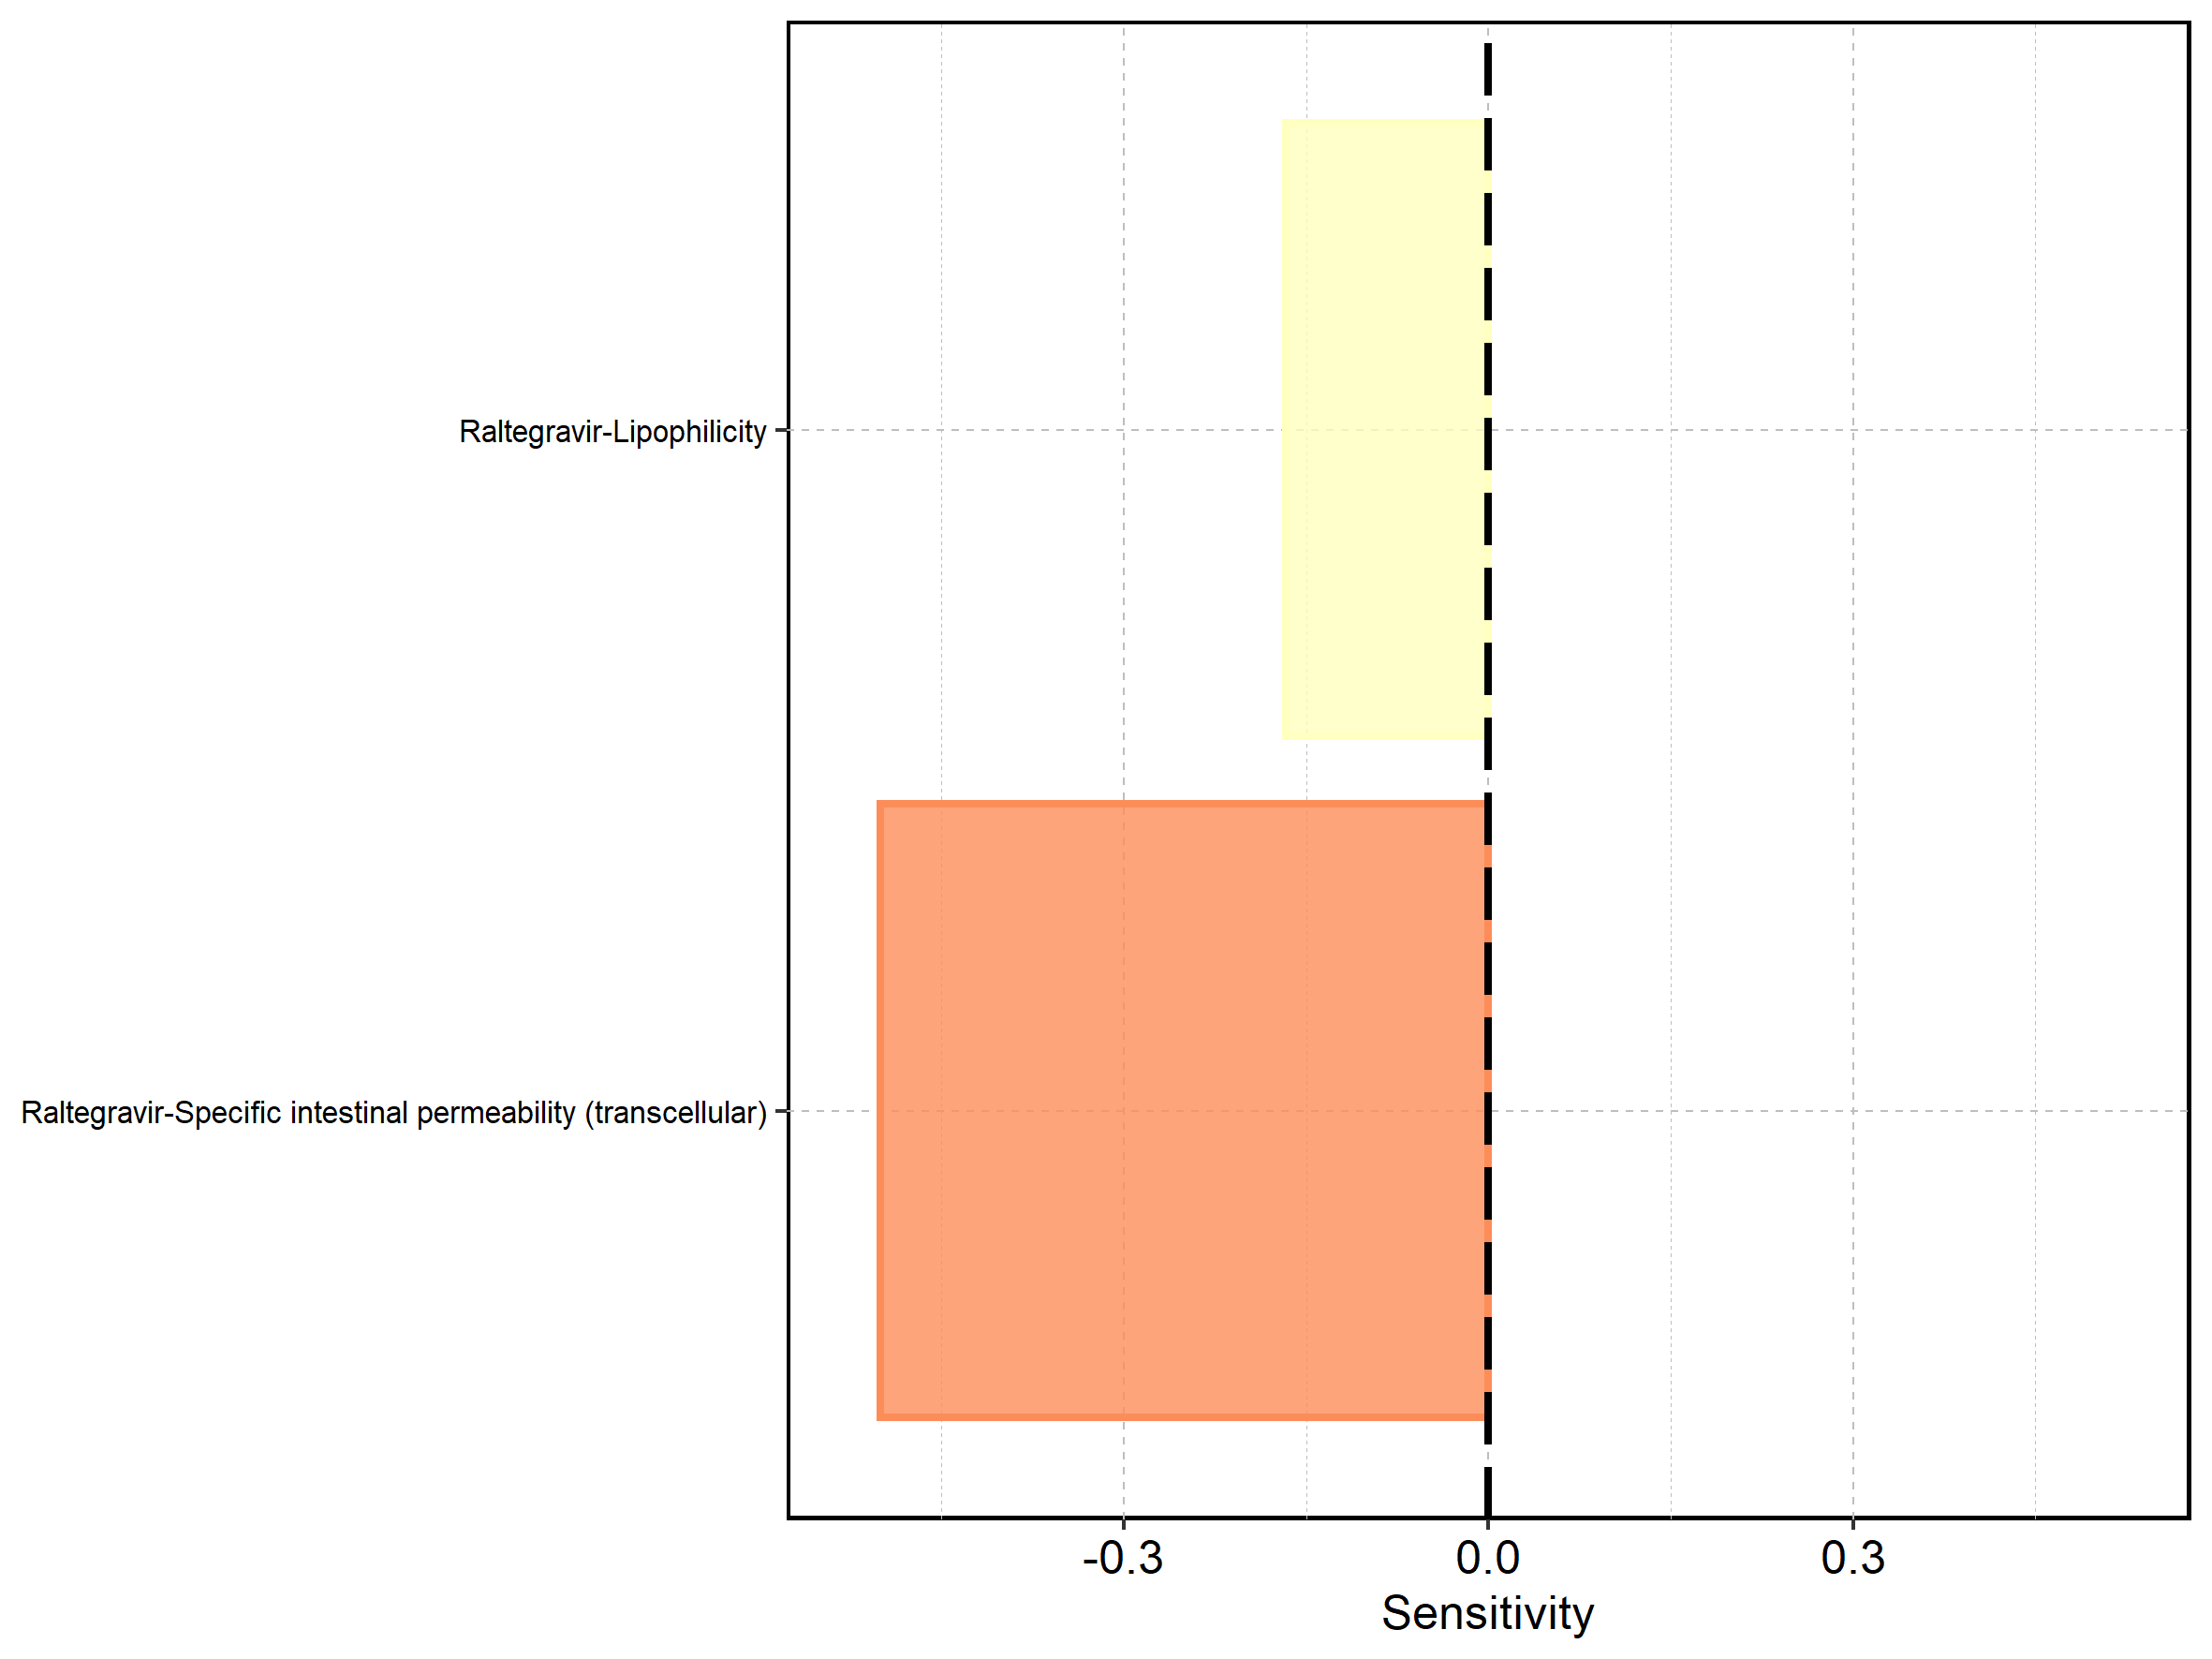 Raltegravir-Lipophilicity
Raltegravir-Specific intestinal permeability (transcellular)
-0.3
0.0
0.3
Sensitivity